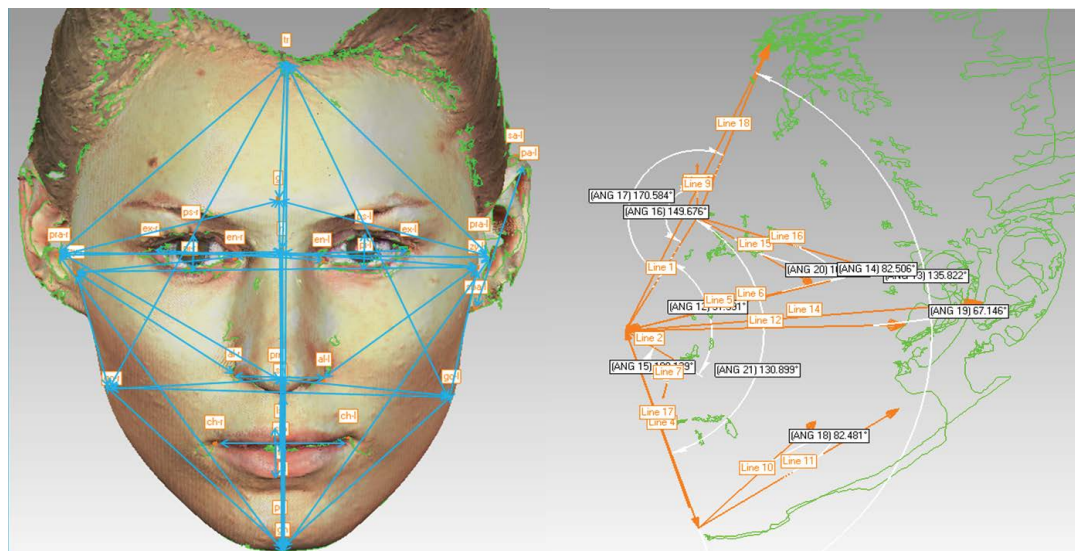 tr
sa-l
pa-l
ps-r
ex-r
en-r
en-l
ex-l
pra-r
pra-l
al-l
ch-r
ch-l
Line 18
Line 9
(ANG 17) 170.584°
(ANG 16) 149.676°
Line 16
Line 15
Line 1
(ANG 14) 82.506°
135.822°
Line 6
Line 5
Line 14
(ANG 19) 67.146°
Line 12
Line 2
(ANG 21) 130.899°
Line 7
Line 17
Line 4
(ANG 18) 82.481°
Line 10
Line 11